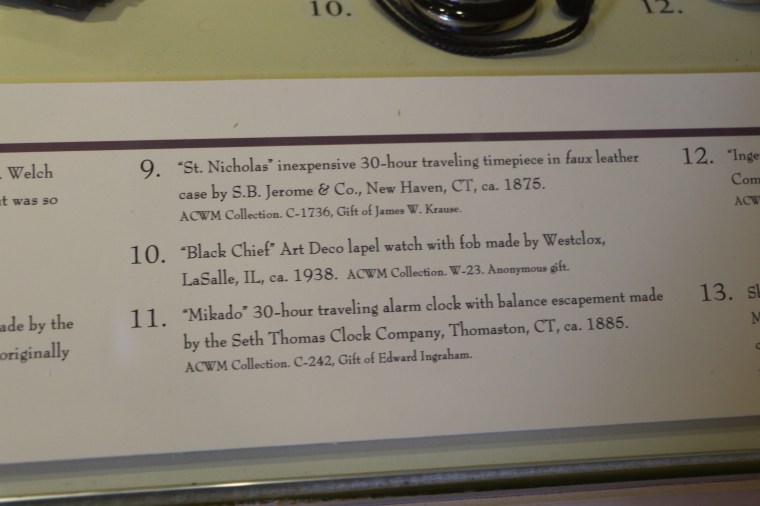 10.
12.
. Welch
t was so
ade by the
originally
9. "St. Nicholas" inexpensive 30-hour traveling timepiece in faux leather
case by S.B. Jerome & Co., New Haven, CT, ca. 1875.
ACWM Collection. C-1736, Gift of James W. Krause.
10. "Black Chief" Art Deco lapel watch with fob made by Westclox,
LaSalle, IL, ca. 1938. ACWM Collection. W-23. Anonymous gift.
11. "Mikado" 30-hour traveling alarm clock with balance escapement made
by the Seth Thomas Clock Company, Thomaston, CT, ca. 1885.
ACWM Collection. C-242, Gift of Edward Ingraham.
12. "Inge
Com
ACW
13. Sl
M